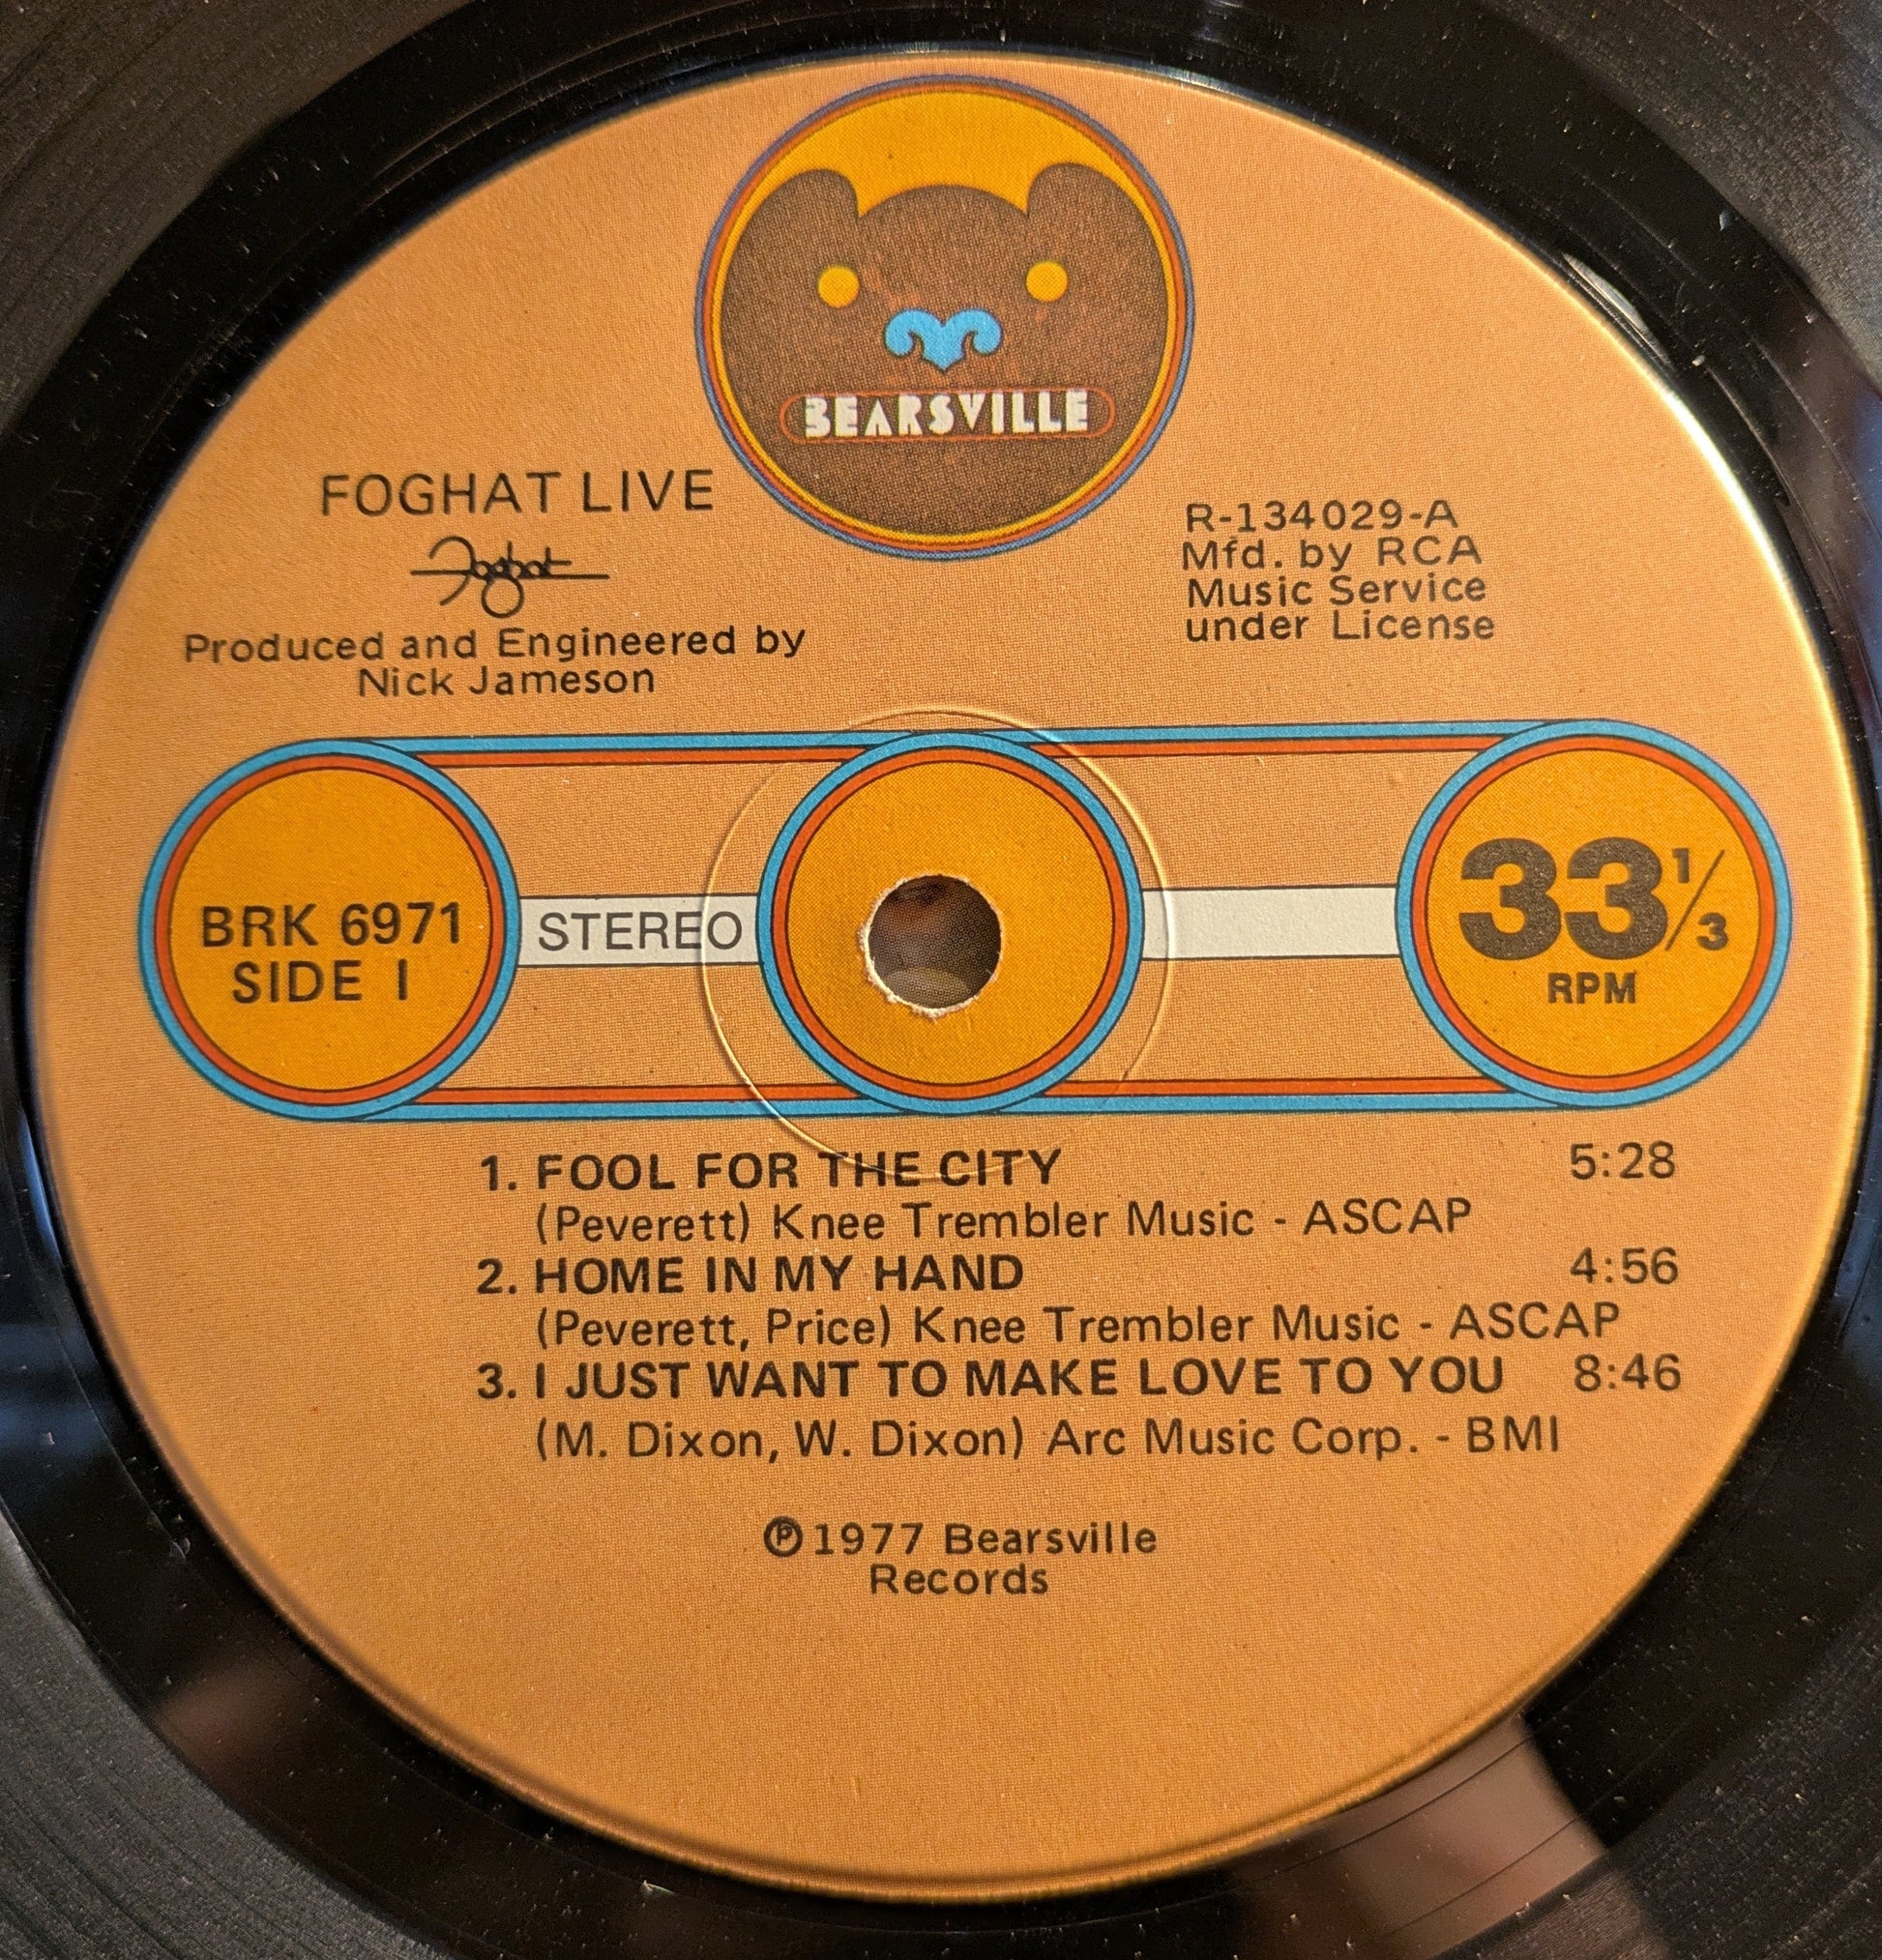 BEARSVILLE
FOGHAT LIVE
Foghat
Produced and Engineered by
Nick Jameson
R-134029-A
Mfd. by RCA
Music Service
under License
BRK 6971
SIDE 1
STEREO
33 1/3
RPM
1. FOOL FOR THE CITY 5:28
(Peverett) Knee Trembler Music - ASCAP
2. HOME IN MY HAND 4:56
(Peverett, Price) Knee Trembler Music - ASCAP
3. I JUST WANT TO MAKE LOVE TO YOU 8:46
(M. Dixon, W. Dixon) Arc Music Corp. - BMI
℗ 1977 Bearsville
Records